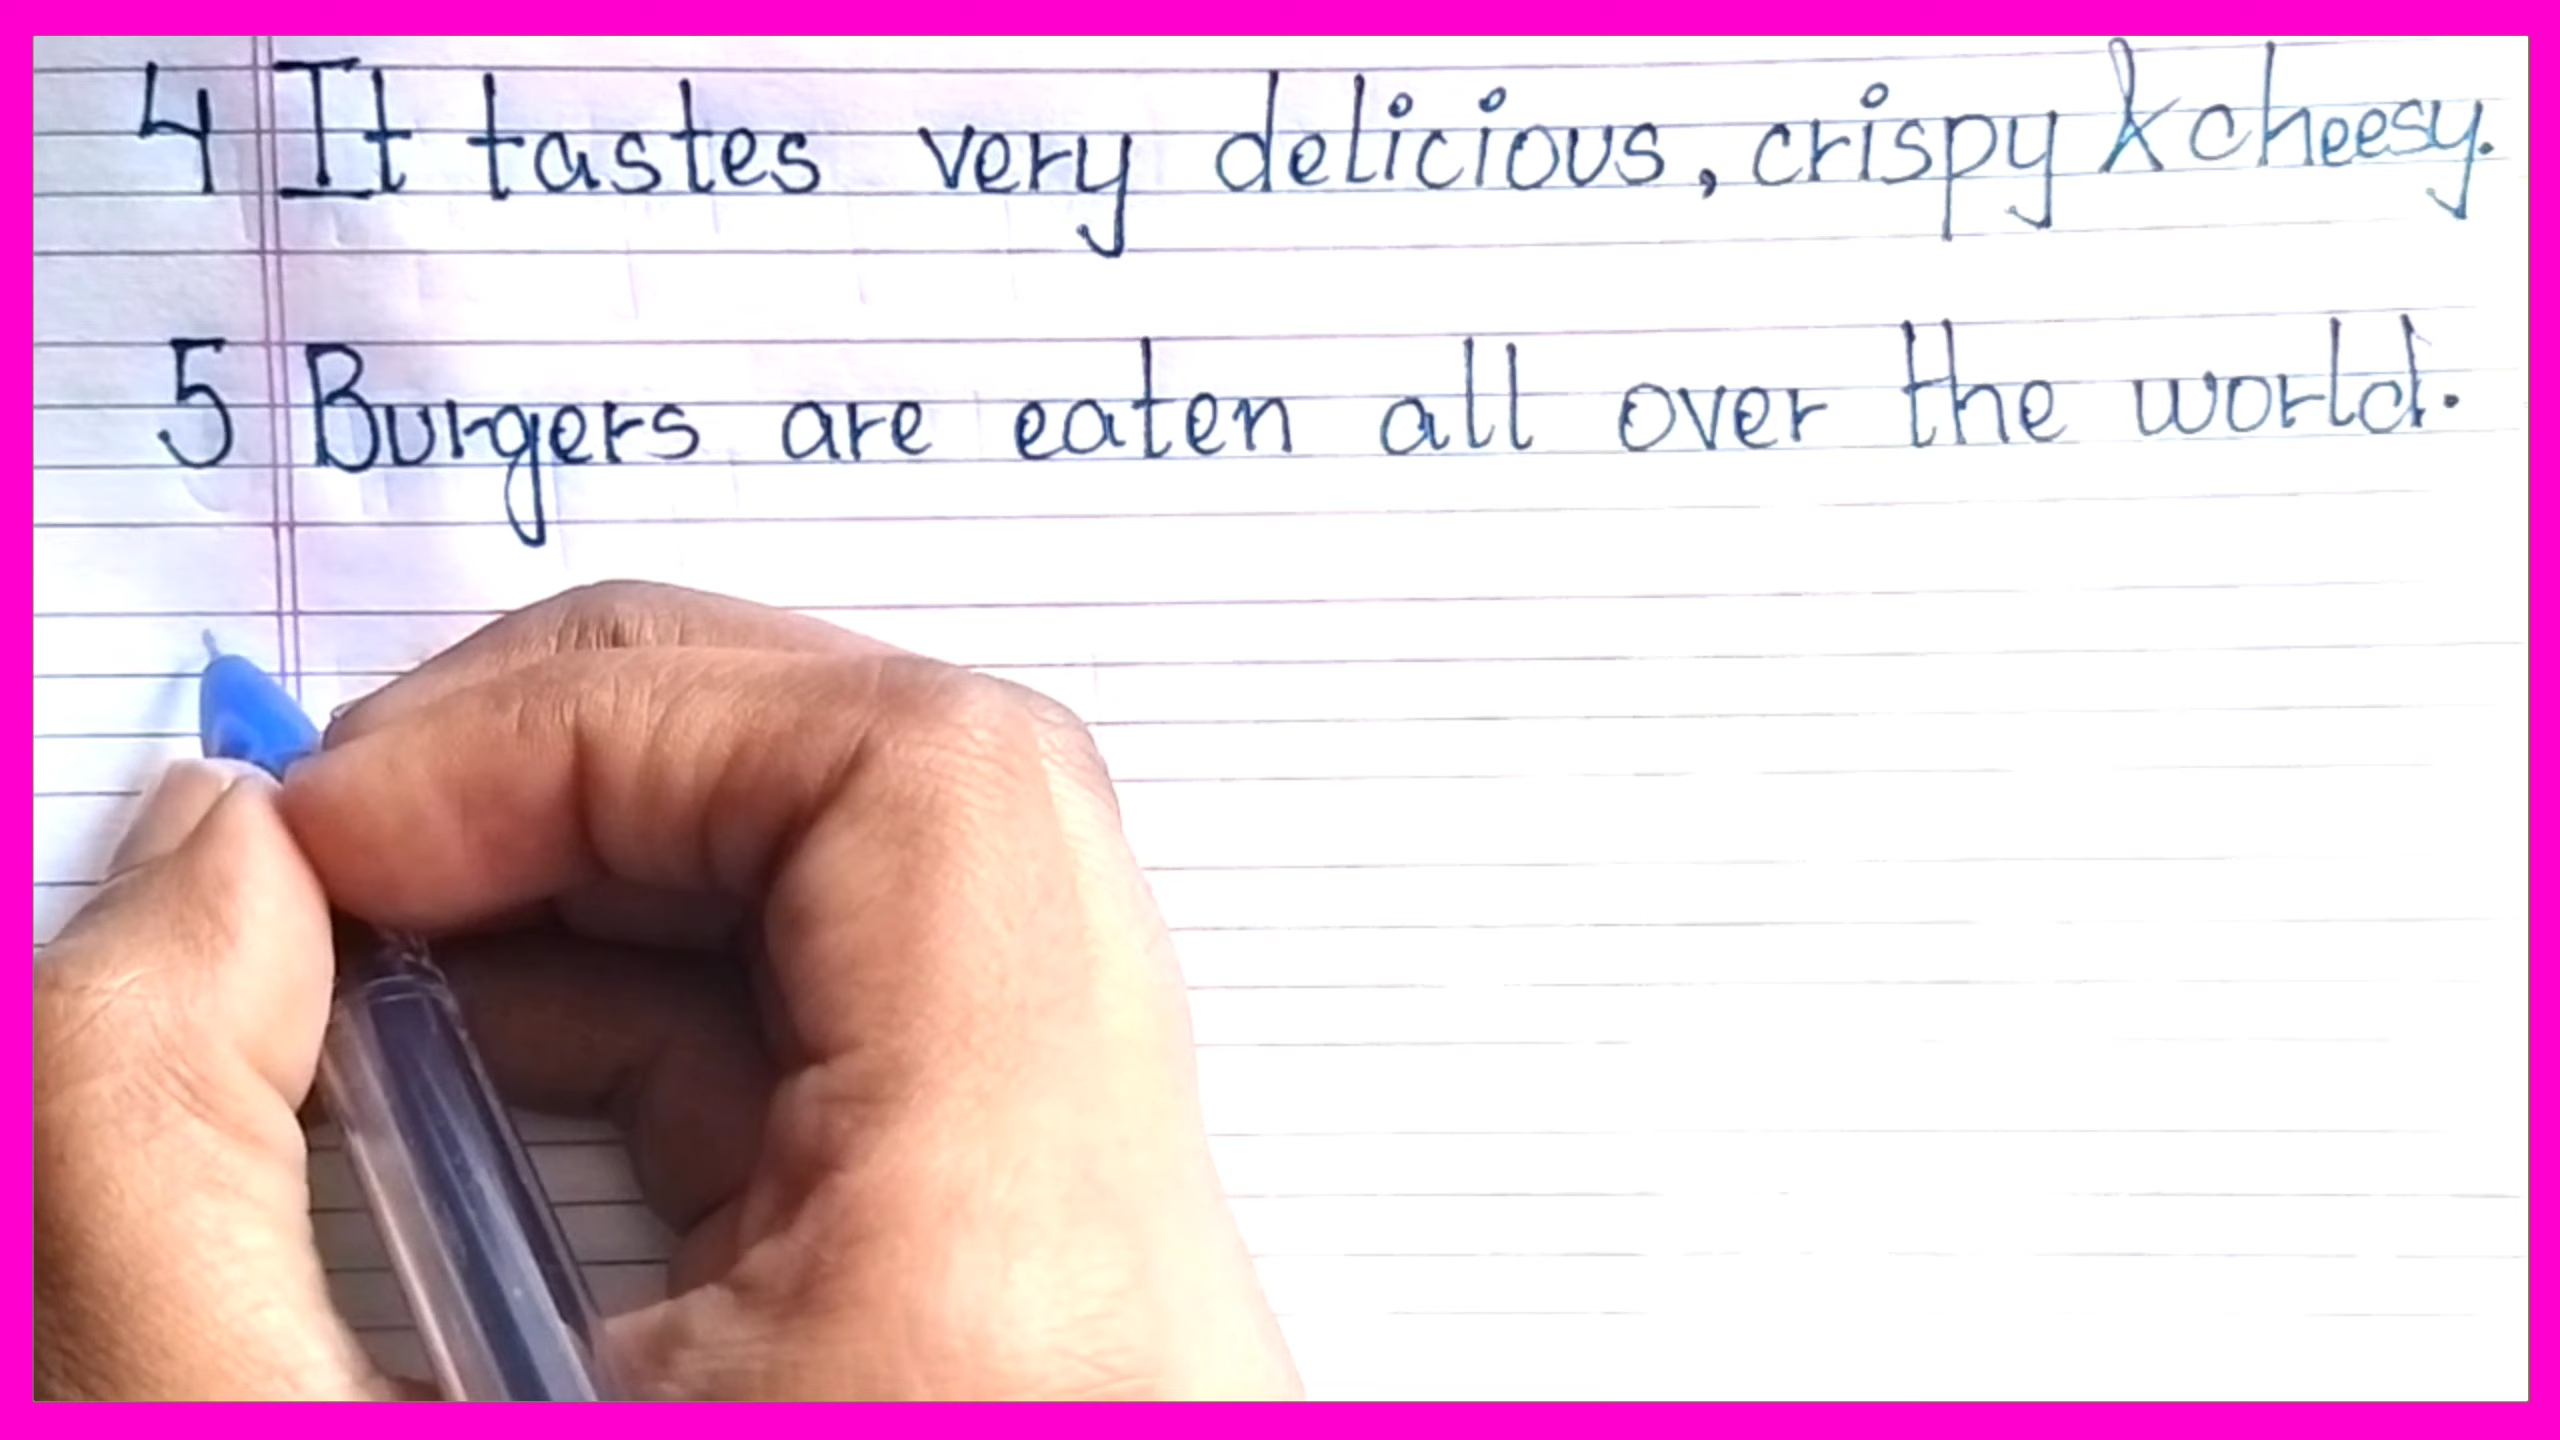 4 It tastes very delicious, crispy & cheesy.
5 Burgers are eaten all over the world.